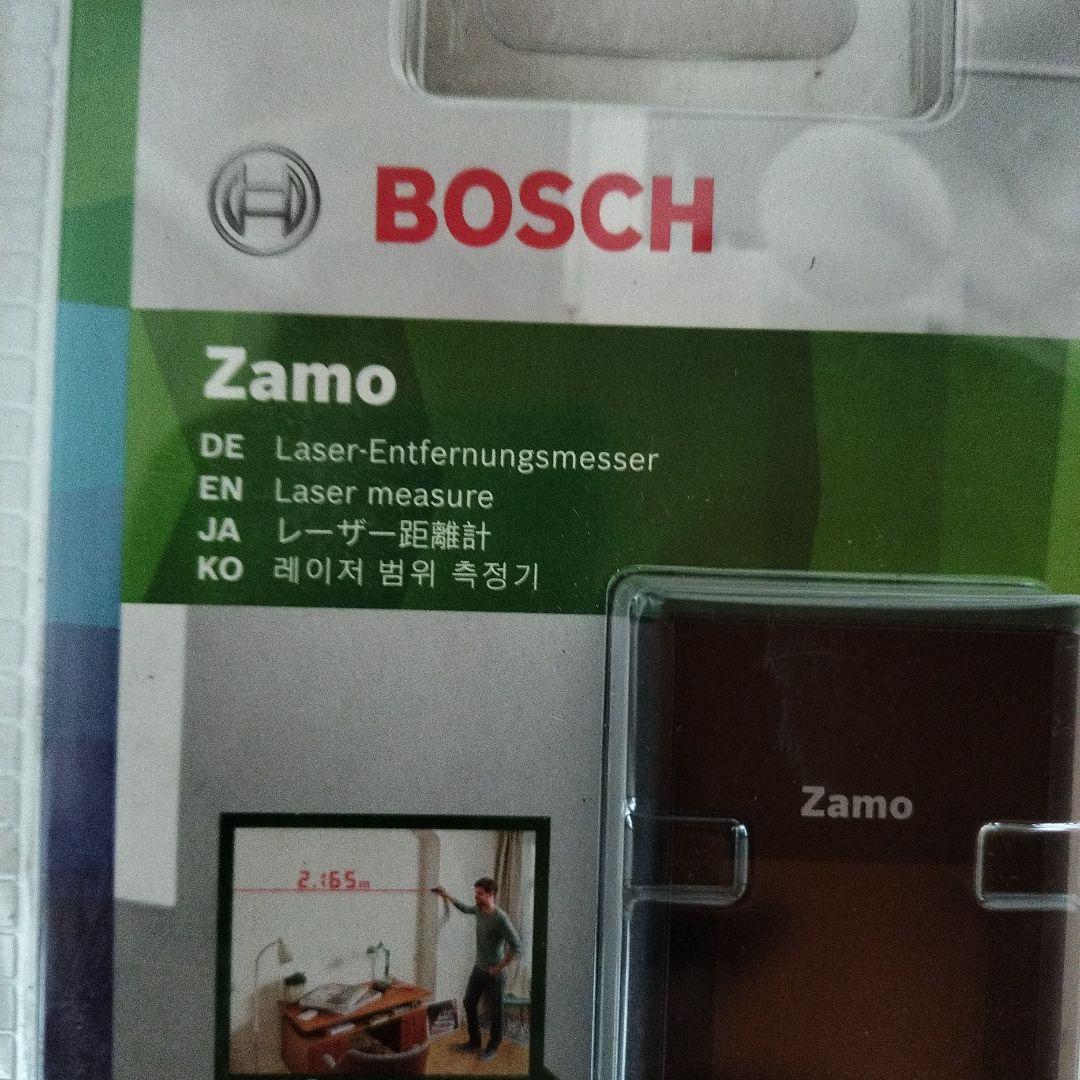 BOSCH
Zamo
DE Laser-Entfernungsmesser
EN Laser measure
JA レーザー距離計
KO 레이저 범위 측정기
Zamo
2.165m